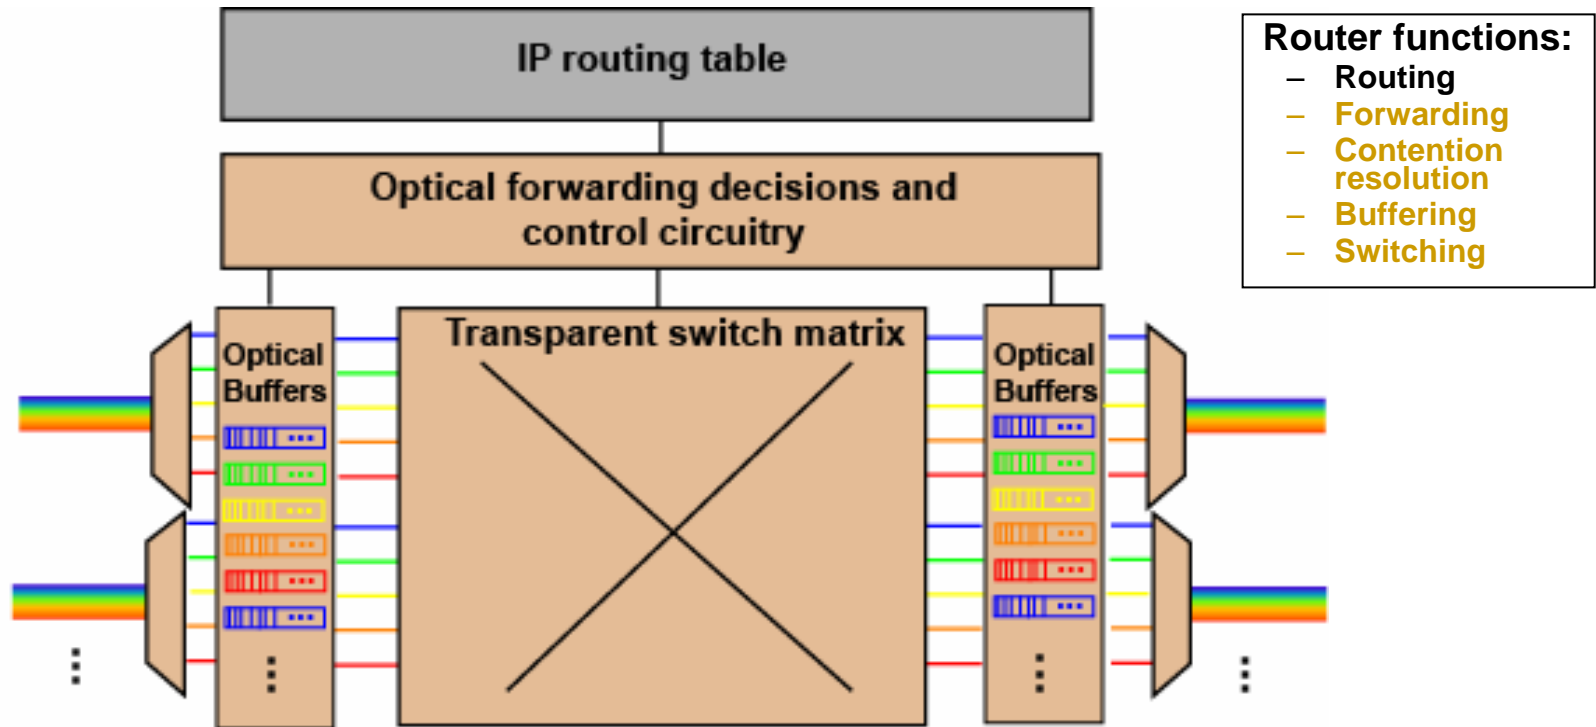 IP routing table
Router functions:
– Routing
– Forwarding
– Contention
resolution
– Buffering
– Switching
Optical forwarding decisions and
control circuitry
Optical
Buffers
Transparent switch matrix
Optical
Buffers